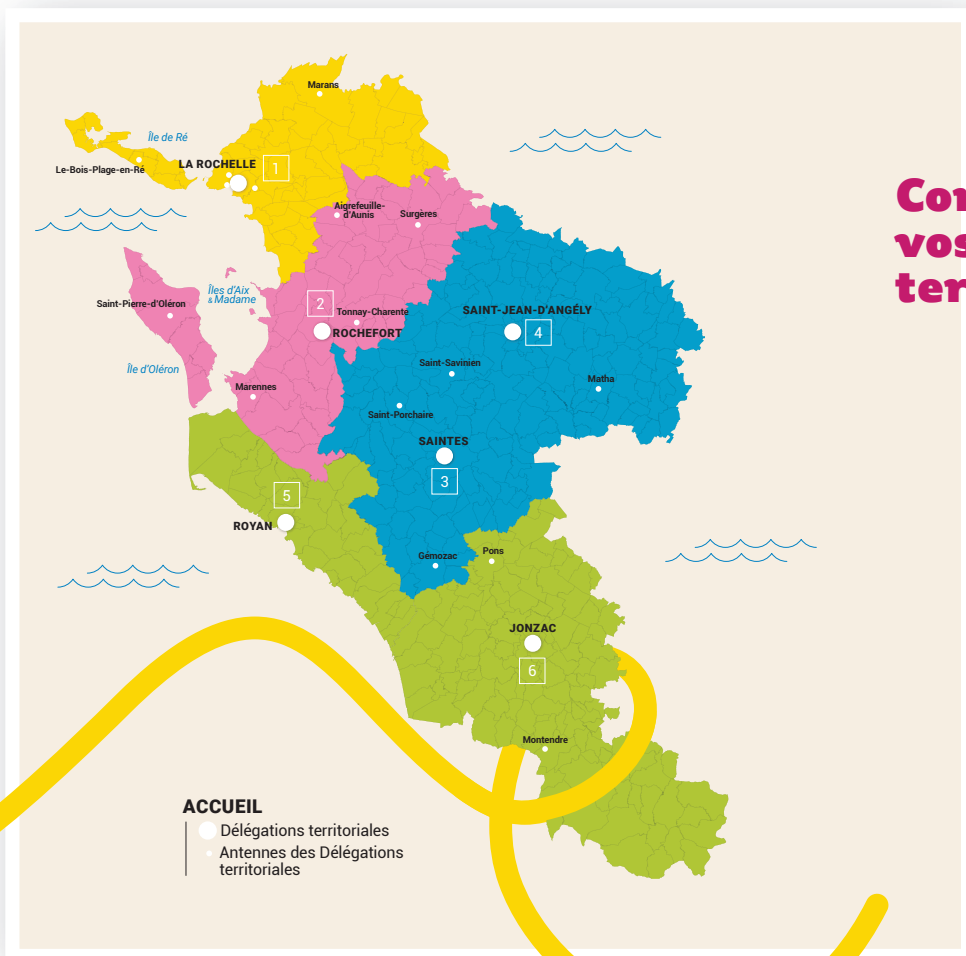 Marans
Île de Ré
LA ROCHELLE
1
Le-Bois-Plage-en-Ré
Aigrefeuille-
d'Aunis
Surgères
Îles d'Aix
& Madame
2
Saint-Pierre-d'Oléron
Tonnay-Charente
ROCHEFORT
SAINT-JEAN-D'ANGÉLY
4
Île d'Oléron
Saint-Savinien
Matha
Marennes
Saint-Porchaire
SAINTES
3
5
ROYAN
Gémozac
Pons
JONZAC
6
Montendre
ACCUEIL
Délégations territoriales
Antennes des Délégations
territoriales
vos